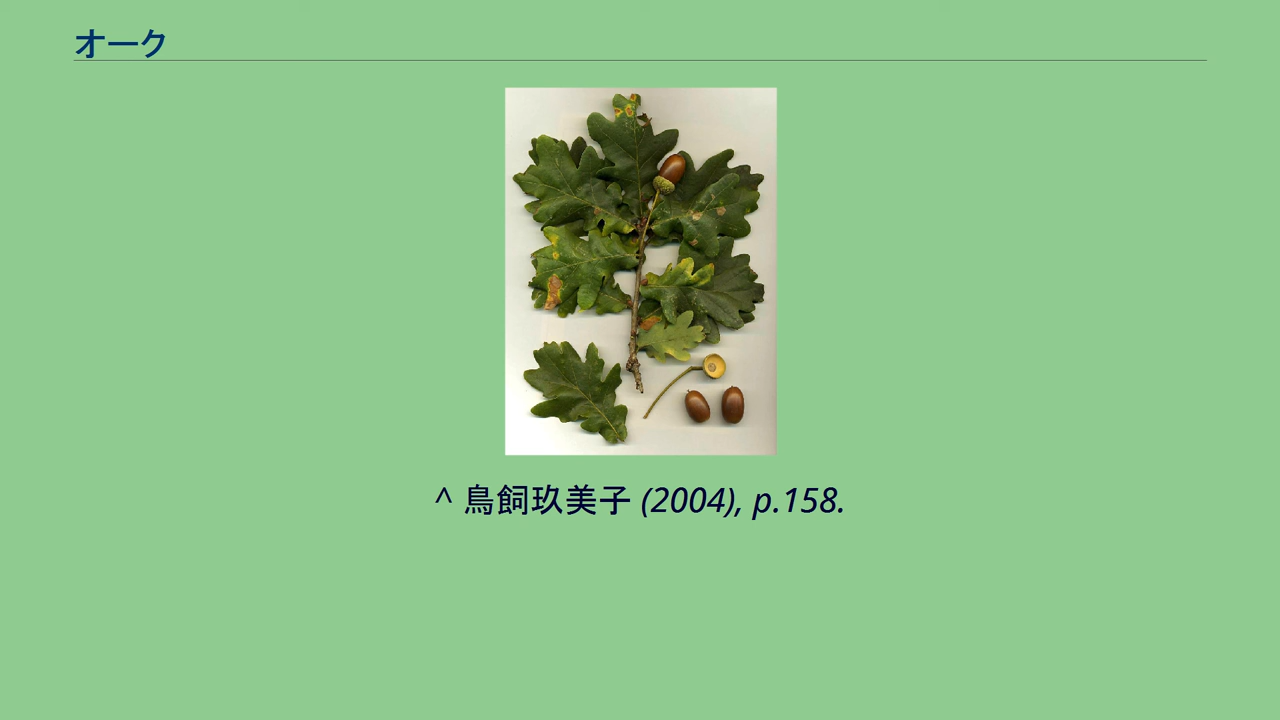 オーク
^ 鳥飼玖美子 (2004), p.158.